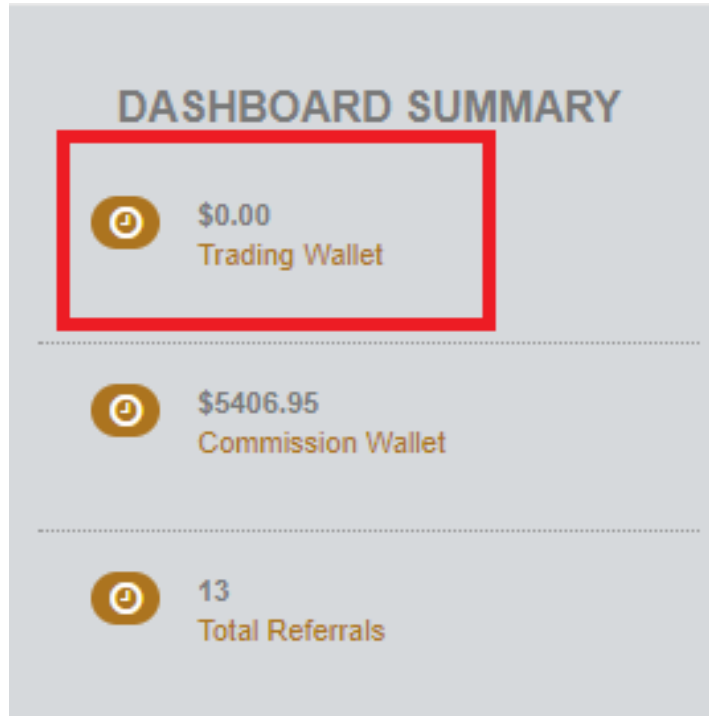 DASHBOARD SUMMARY
$0.00
Trading Wallet
$5406.95
Commission Wallet
13
Total Referrals